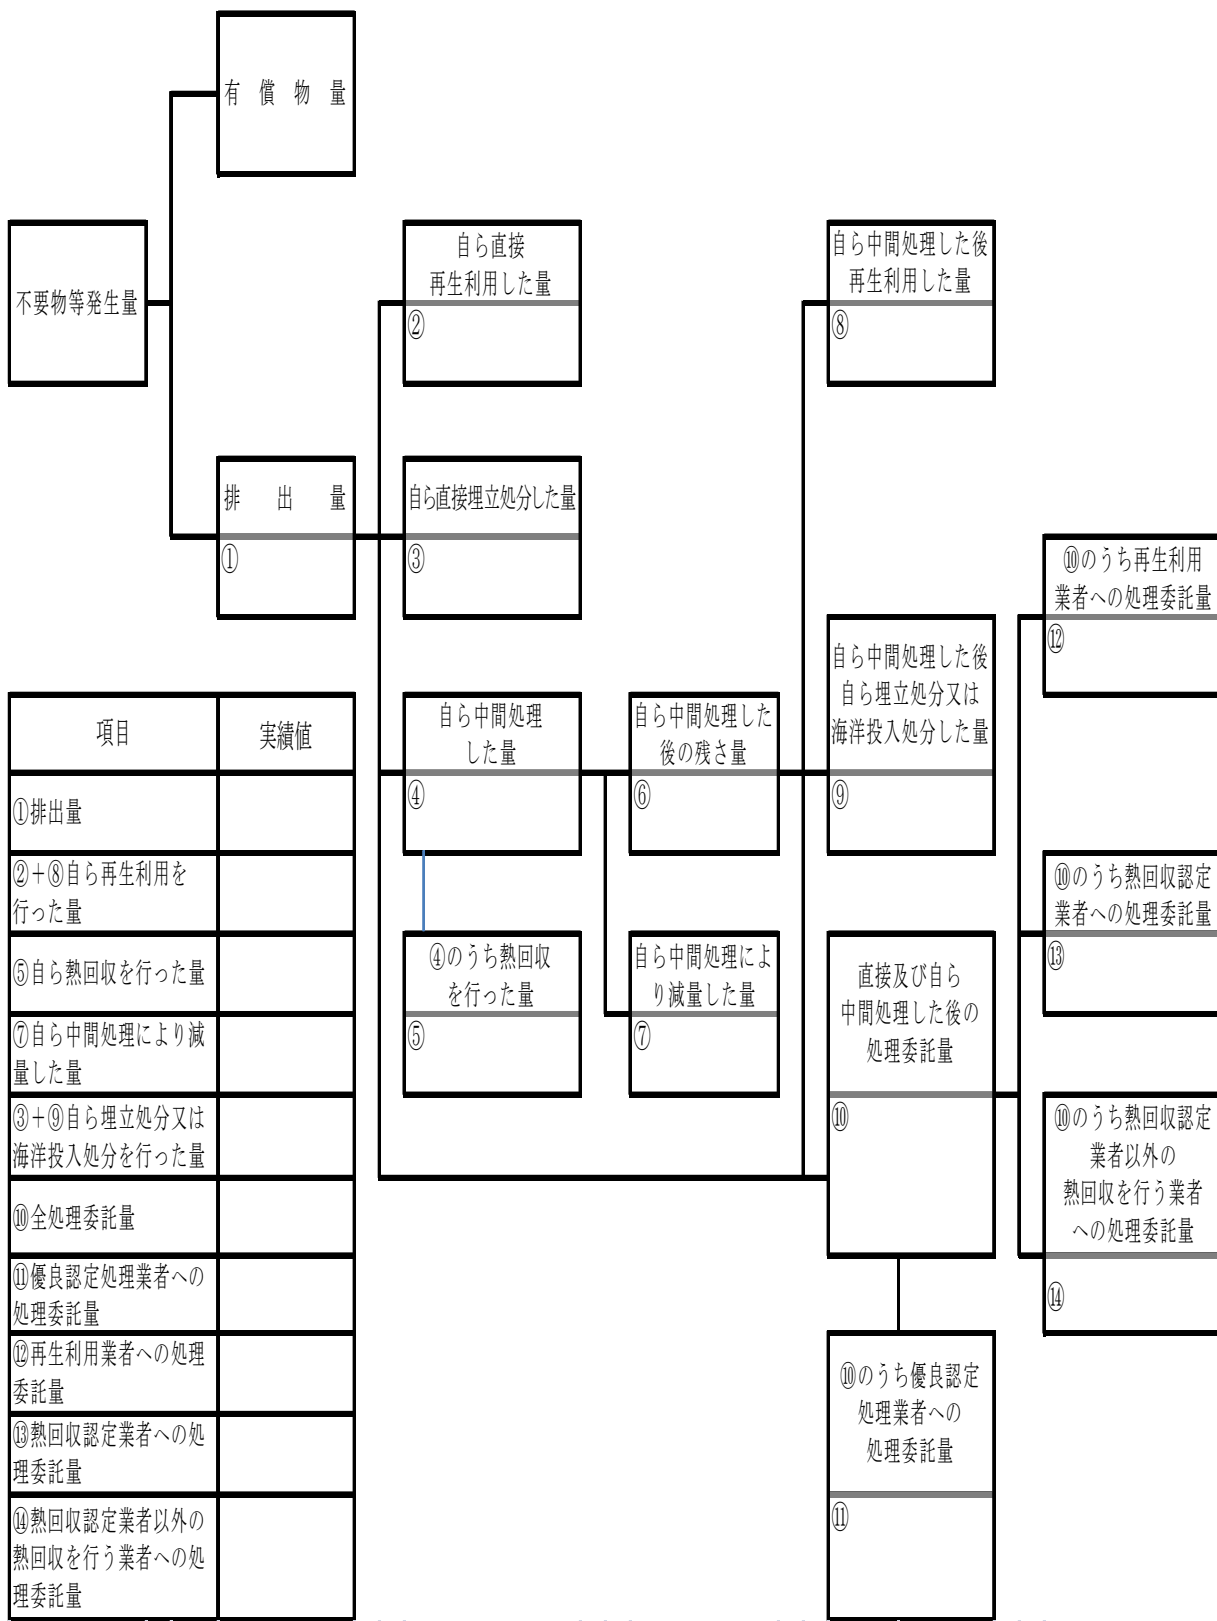 有償物量
不要物等発生量
自ら直接
再生利用した量
②
自ら中間処理した後
再生利用した量
⑧
排出量
①
自ら直接埋立処分した量
③
⑩のうち再生利用
業者への処理委託量
⑫
自ら中間処理した後
自ら埋立処分又は
海洋投入処分した量
⑨
自ら中間処理
した量
④
自ら中間処理した
後の残さ量
⑥
⑩のうち熱回収認定
業者への処理委託量
⑬
④のうち熱回収
を行った量
⑤
自ら中間処理によ
り減量した量
⑦
直接及び自ら
中間処理した後の
処理委託量
⑩
⑩のうち熱回収認定
業者以外の
熱回収を行う業者
への処理委託量
⑭
⑩のうち優良認定
処理業者への
処理委託量
⑪
項目 実績値
①排出量
②＋⑧自ら再生利用を
行った量
⑤自ら熱回収を行った量
⑦自ら中間処理により減
量した量
③＋⑨自ら埋立処分又は
海洋投入処分を行った量
⑩全処理委託量
⑪優良認定処理業者への
処理委託量
⑫再生利用業者への処理
委託量
⑬熱回収認定業者への処
理委託量
⑭熱回収認定業者以外の
熱回収を行う業者への処
理委託量